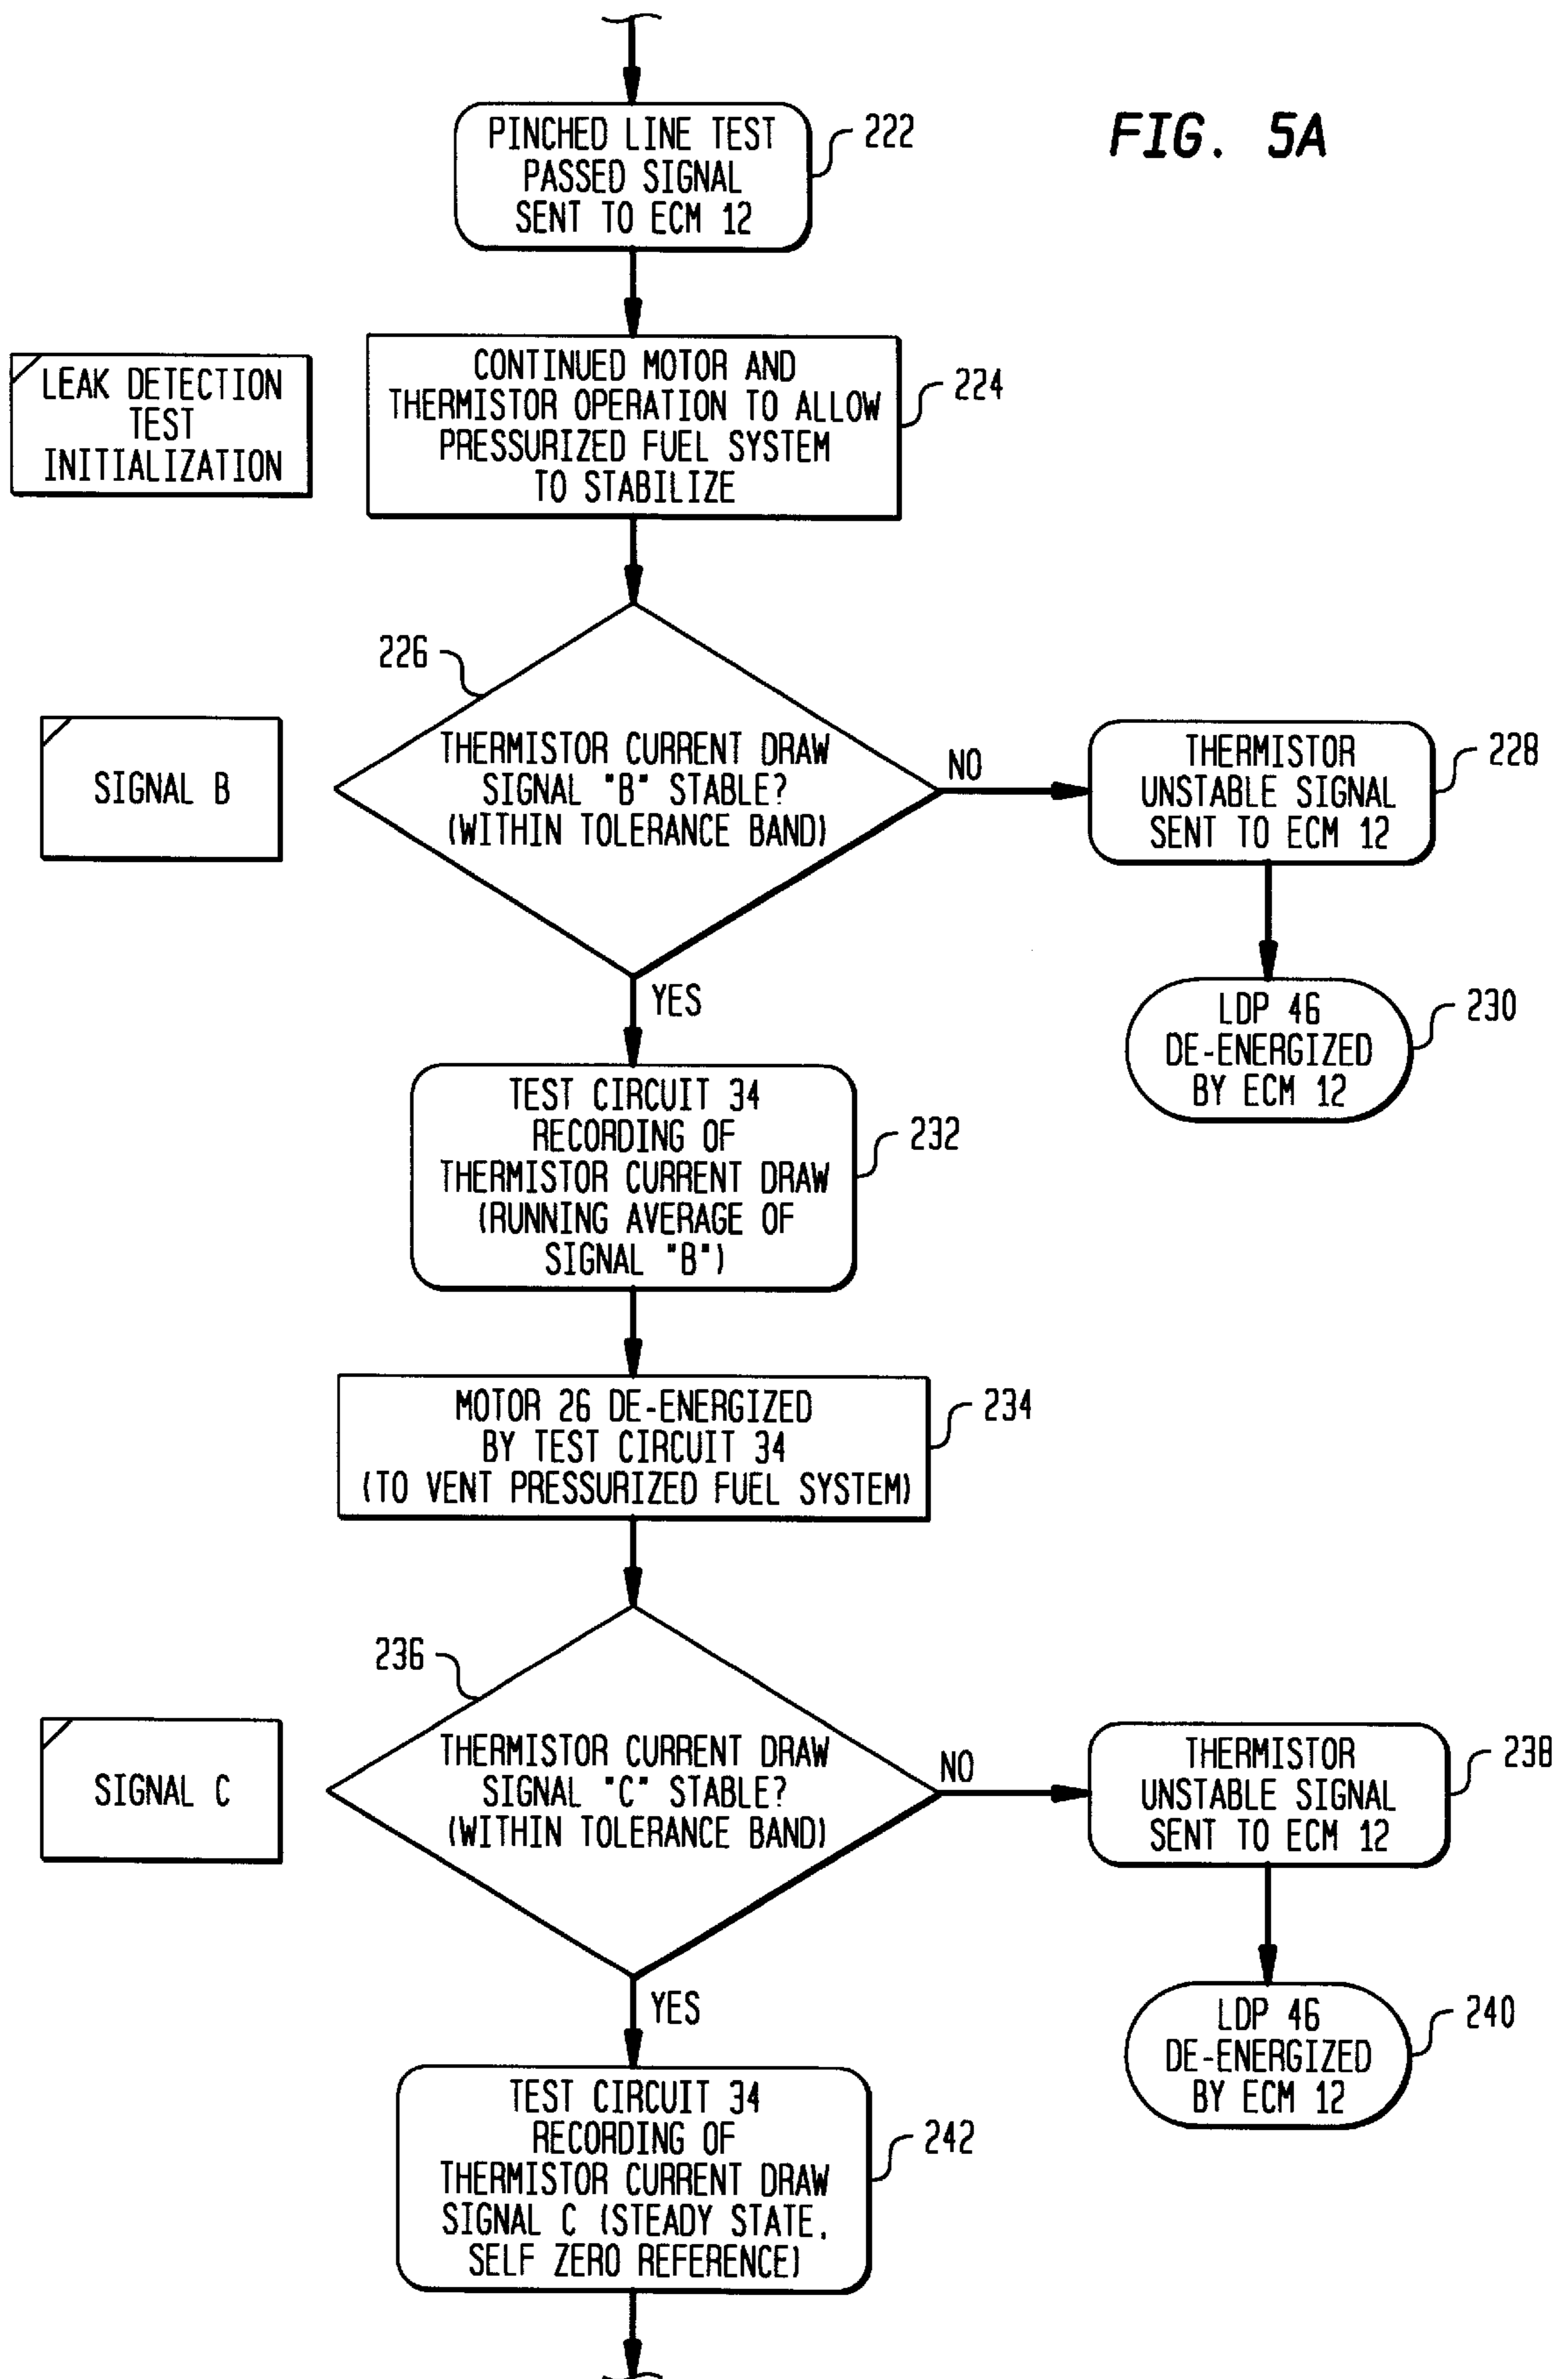 FIG. 5A
PINCHED LINE TEST
PASSED SIGNAL
SENT TO ECM 12
222
LEAK DETECTION
TEST
INITIALIZATION
CONTINUED MOTOR AND
THERMISTOR OPERATION TO ALLOW
PRESSURIZED FUEL SYSTEM
TO STABILIZE
224
226
SIGNAL B
THERMISTOR CURRENT DRAW
SIGNAL "B" STABLE?
(WITHIN TOLERANCE BAND)
NO
THERMISTOR
UNSTABLE SIGNAL
SENT TO ECM 12
228
YES
LDP 46
DE-ENERGIZED
BY ECM 12
230
TEST CIRCUIT 34
RECORDING OF
THERMISTOR CURRENT DRAW
(RUNNING AVERAGE OF
SIGNAL "B")
232
MOTOR 26 DE-ENERGIZED
BY TEST CIRCUIT 34
(TO VENT PRESSURIZED FUEL SYSTEM)
234
236
SIGNAL C
THERMISTOR CURRENT DRAW
SIGNAL "C" STABLE?
(WITHIN TOLERANCE BAND)
NO
THERMISTOR
UNSTABLE SIGNAL
SENT TO ECM 12
238
YES
LDP 46
DE-ENERGIZED
BY ECM 12
240
TEST CIRCUIT 34
RECORDING OF
THERMISTOR CURRENT DRAW
SIGNAL C (STEADY STATE,
SELF ZERO REFERENCE)
242